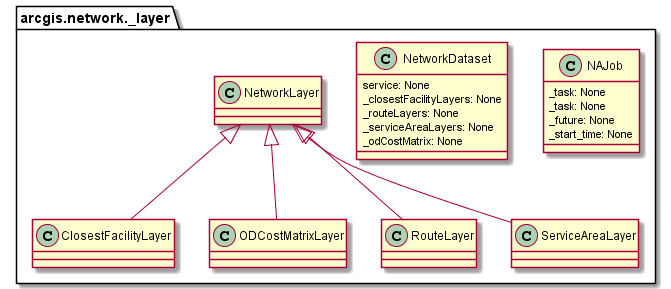 arcgis.network._layer
C NetworkLayer
C NetworkDataset
service: None
_closestFacilityLayers: None
_routeLayers: None
_serviceAreaLayers: None
_odCostMatrix: None
C NAJob
_task: None
_task: None
_future: None
_start_time: None
C ClosestFacilityLayer
C ODCostMatrixLayer
C RouteLayer
C ServiceAreaLayer